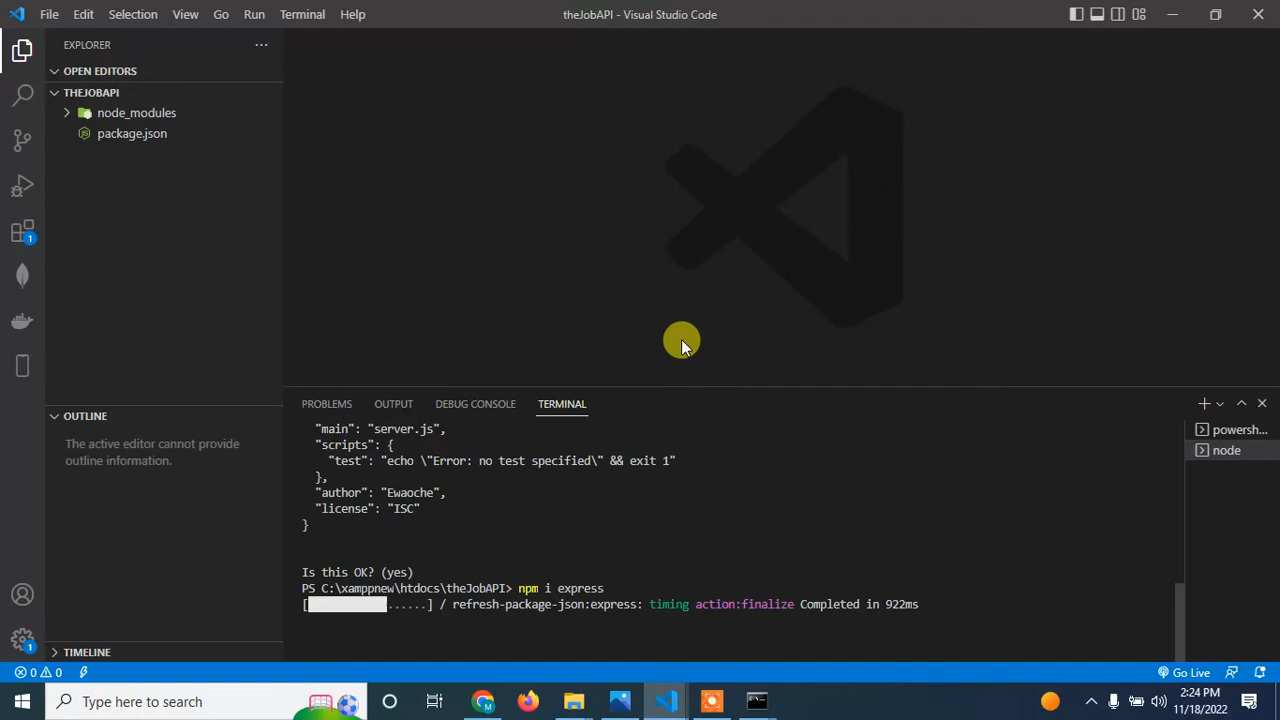 File Edit Selection View Go Run Terminal Help
theJobAPI - Visual Studio Code
EXPLORER
OPEN EDITORS
THEJOBAPI
node_modules
package.json
OUTLINE
The active editor cannot provide
outline information.
TIMELINE
PROBLEMS OUTPUT DEBUG CONSOLE TERMINAL
"main": "server.js",
"scripts": {
"test": "echo \"Error: no test specified\" && exit 1"
},
"author": "Ewaoche",
"license": "ISC"
}
Is this OK? (yes)
PS C:\xamppnew\htdocs\theJobAPI> npm i express
[ ......] / refresh-package-json:express: timing action:finalize Completed in 922ms
powersh...
node
1
1
0 0
Go Live
Type here to search
2:24 PM
11/18/2022